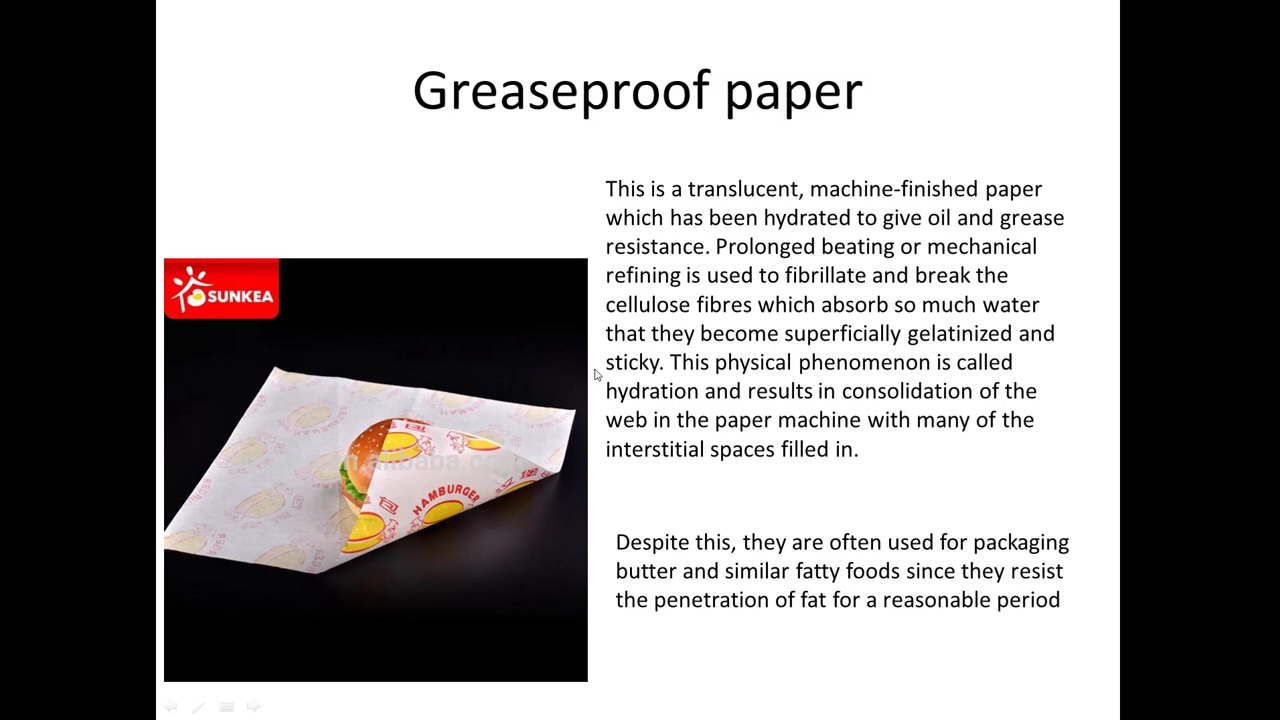 Greaseproof paper
This is a translucent, machine-finished paper
which has been hydrated to give oil and grease
resistance. Prolonged beating or mechanical
refining is used to fibrillate and break the
cellulose fibres which absorb so much water
that they become superficially gelatinized and
sticky. This physical phenomenon is called
hydration and results in consolidation of the
web in the paper machine with many of the
interstitial spaces filled in.
SUNKEA
alibaba.c
HAMBURGER
包
堡
Despite this, they are often used for packaging
butter and similar fatty foods since they resist
the penetration of fat for a reasonable period